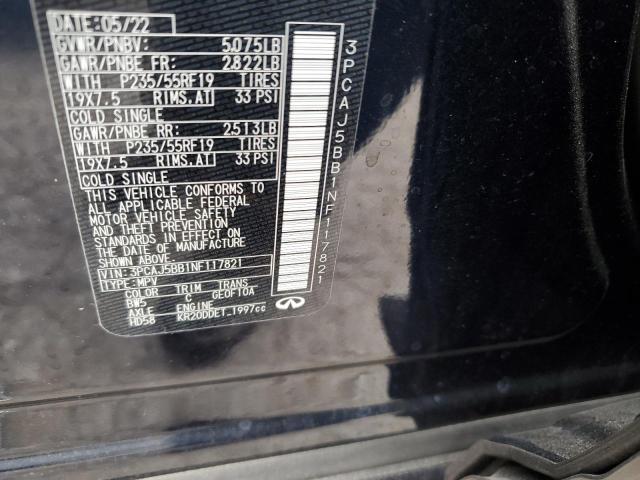 DATE: 05/22
GVWR/PNBV: 5075LB
GAWR/PNBE FR: 2822LB
WITH P235/55RF19 TIRES
19X7.5 RIMS.AT 33 PSI
COLD SINGLE
GAWR/PNBE RR: 2513LB
WITH P235/55RF19 TIRES
19X7.5 RIMS.AT 33 PSI
COLD SINGLE
THIS VEHICLE CONFORMS TO
ALL APPLICABLE FEDERAL
MOTOR VEHICLE SAFETY
AND THEFT PREVENTION
STANDARDS IN EFFECT ON
THE DATE OF MANUFACTURE
SHOWN ABOVE
VIN: 3PCAJ5BB1NF117821
TYPE: MPV
COLOR TRIM TRANS
BW5 C GE0F10A
AXLE ENGINE
HD58 KR20DDET 1997cc
3PCAJ5BB1NF117821